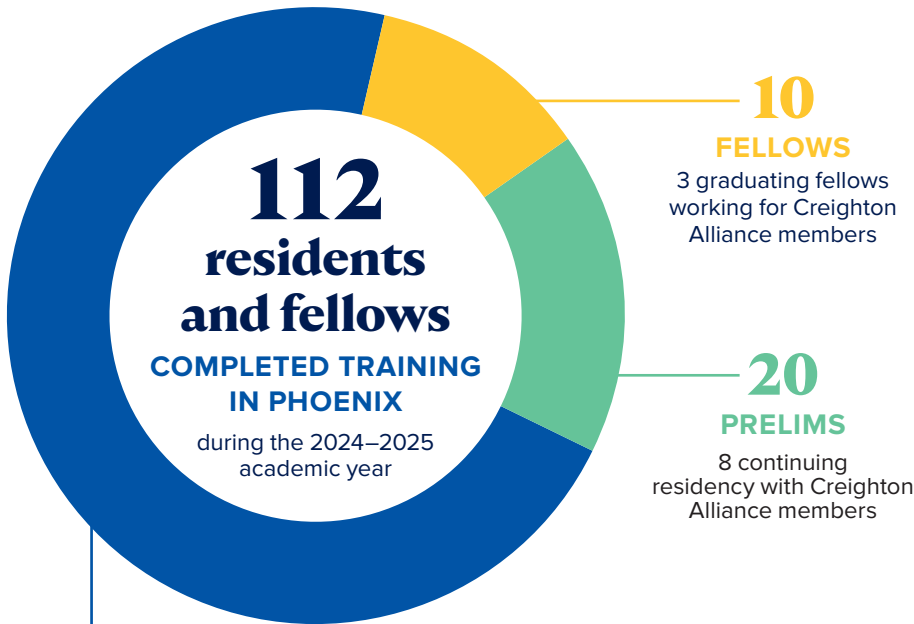 112
residents
and fellows
COMPLETED TRAINING
IN PHOENIX
during the 2024–2025
academic year
10
FELLOWS
3 graduating fellows
working for Creighton
Alliance members
20
PRELIMS
8 continuing
residency with Creighton
Alliance members